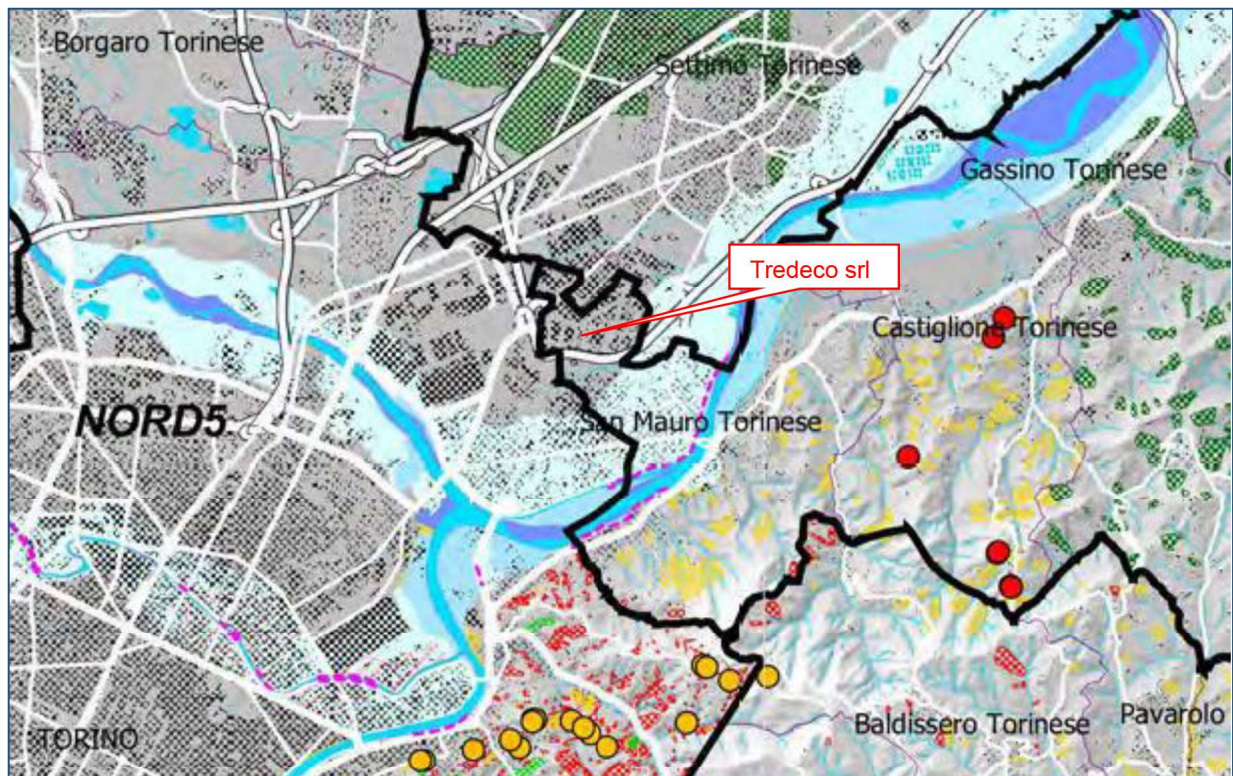 Borgaro Torinese
Settimo Torinese
Gassino Torinese
Tredeco srl
Castiglione Torinese
NORD5
San Mauro Torinese
Baldissero Torinese
Pavarolo
TORINO